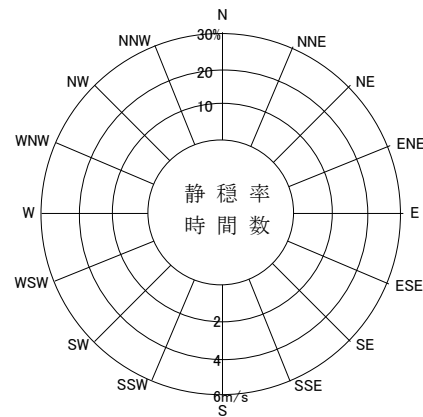 N
NNW
NNE
30%
NW
NE
20
10
WNW
ENE
静穏率
W
E
時間数
WSW
ESE
2
SW
SE
4
SSW
SSE
6m/s
S